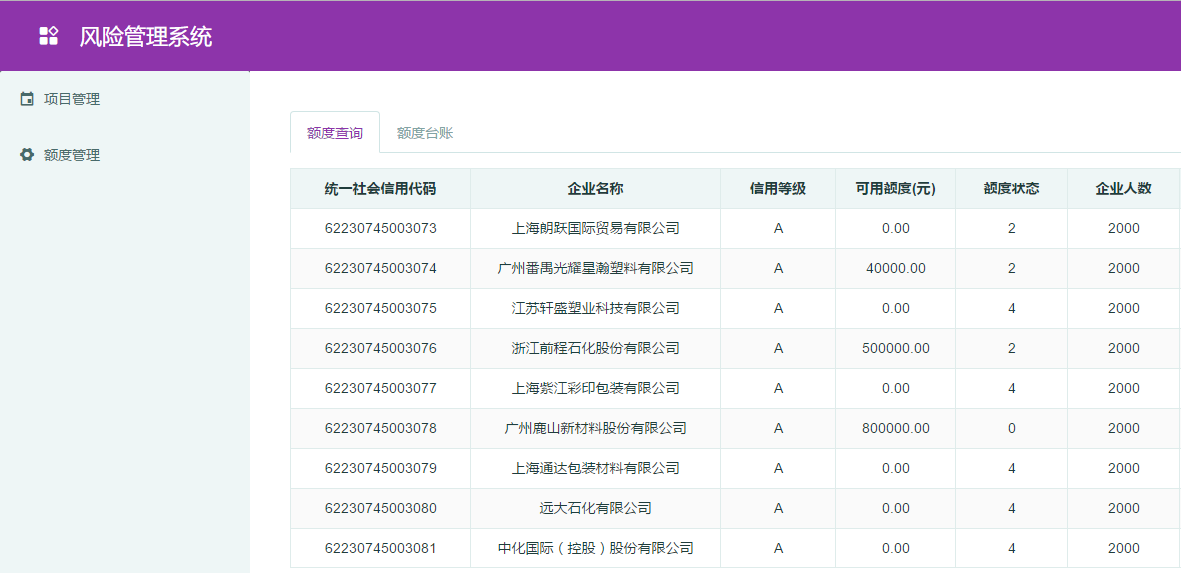 风险管理系统
项目管理
额度管理
额度查询 额度台账
统一社会信用代码 企业名称 信用等级 可用额度(元) 额度状态 企业人数
62230745003073 上海朗跃国际贸易有限公司 A 0.00 2 2000
62230745003074 广州番禺光耀星瀚塑料有限公司 A 40000.00 2 2000
62230745003075 江苏轩盛塑业科技有限公司 A 0.00 4 2000
62230745003076 浙江前程石化股份有限公司 A 500000.00 2 2000
62230745003077 上海紫江彩印包装有限公司 A 0.00 4 2000
62230745003078 广州鹿山新材料股份有限公司 A 800000.00 0 2000
62230745003079 上海通达包装材料有限公司 A 0.00 4 2000
62230745003080 远大石化有限公司 A 0.00 4 2000
62230745003081 中化国际（控股）股份有限公司 A 0.00 4 2000